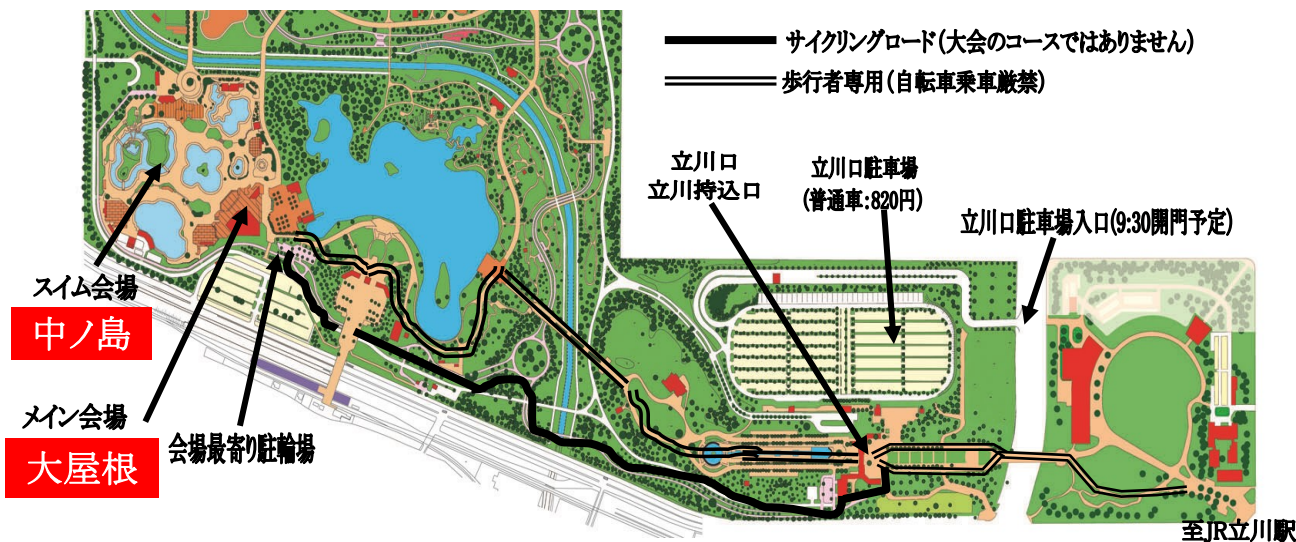 サイクリングロード(大会のコースではありません)
歩行者専用(自転車乗車厳禁)
立川口
立川持込口
立川口駐車場
(普通車:820円)
立川口駐車場入口(9:30開門予定)
スイム会場
中ノ島
メイン会場
大屋根
会場最寄り駐輪場
至JR立川駅